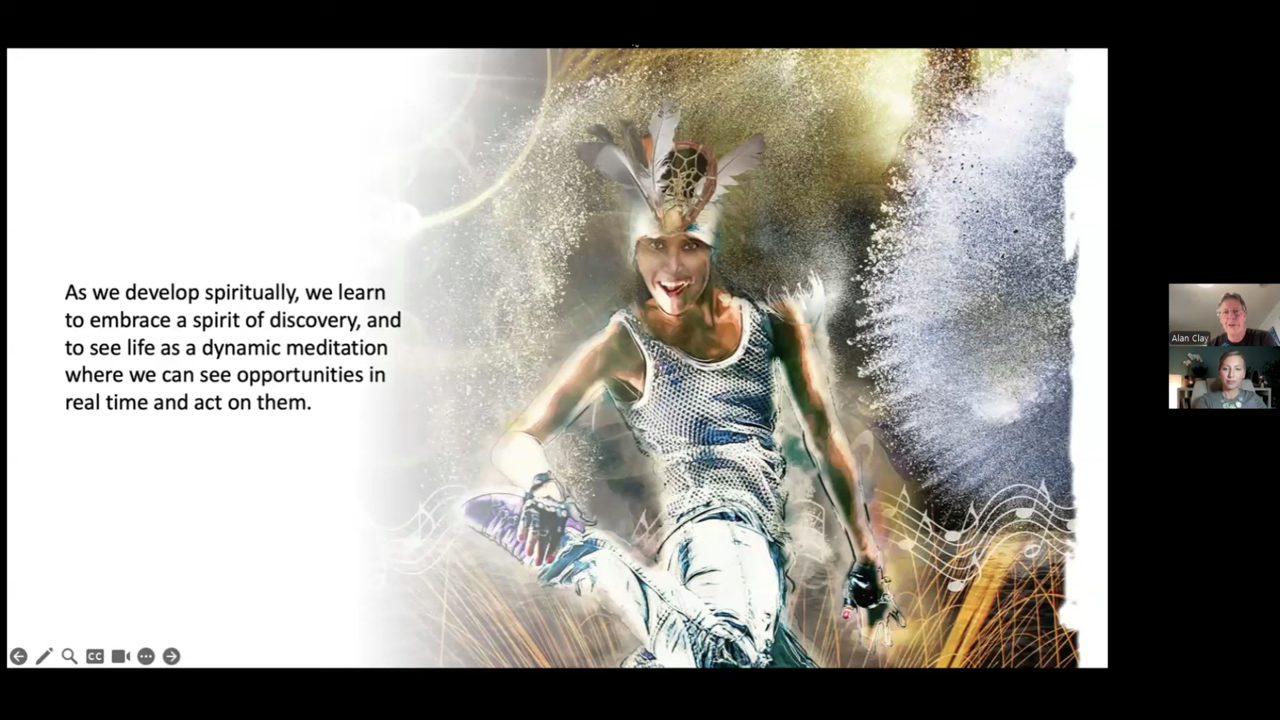 As we develop spiritually, we learn
to embrace a spirit of discovery, and
to see life as a dynamic meditation
where we can see opportunities in
real time and act on them.
Alan Clay
CC